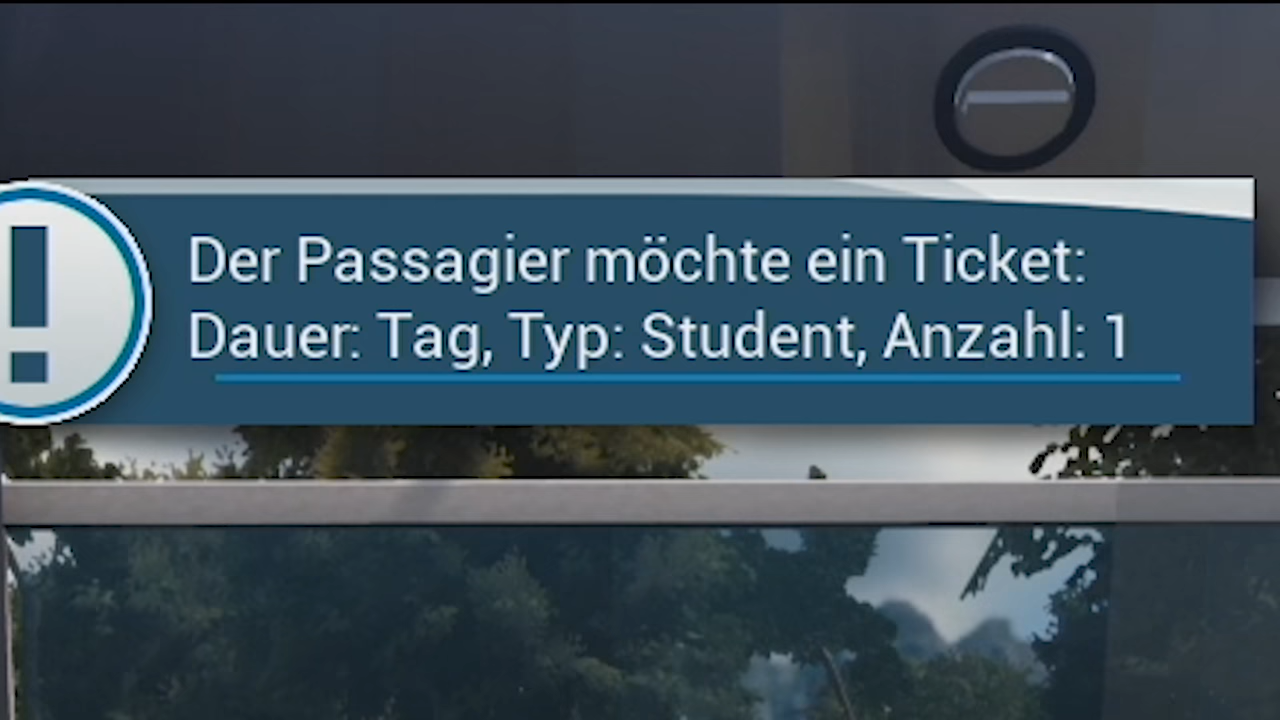 Der Passagier möchte ein Ticket:
Dauer: Tag, Typ: Student, Anzahl: 1